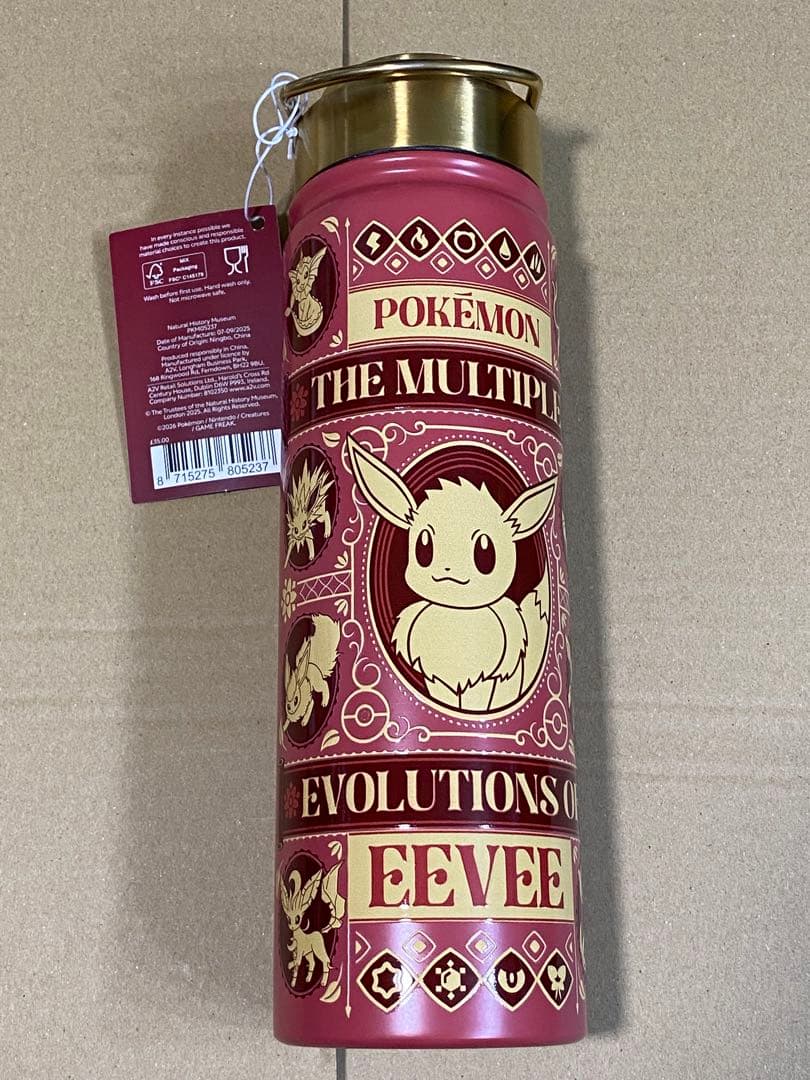 In every instance possible we
have made conscious and responsible
material choices to create this product.
FSC
MIX
Packaging
FSC® C145179
Wash before first use. Hand wash only.
Not microwave safe.
Natural History Museum
PKM05237
Date of Manufacture: 07-09/2025
Country of Origin: Ningbo, China
Produced responsibly in China.
Manufactured under licence by
A2V, Longham Business Park,
168 Ringwood Rd, Ferndown, BH22 9BU.
A2V Retail Solutions Ltd., Harold's Cross Rd
Century House, Dublin D6W P993, Ireland.
Company Number: 8102350 www.a2v.com
© The Trustees of the Natural History Museum,
London 2025. All Rights Reserved.
©2026 Pokémon / Nintendo / Creatures
/ GAME FREAK.
£35.00
8 715275 805237
POKÉMON
THE MULTIPLE
EVOLUTIONS OF
EEVEE